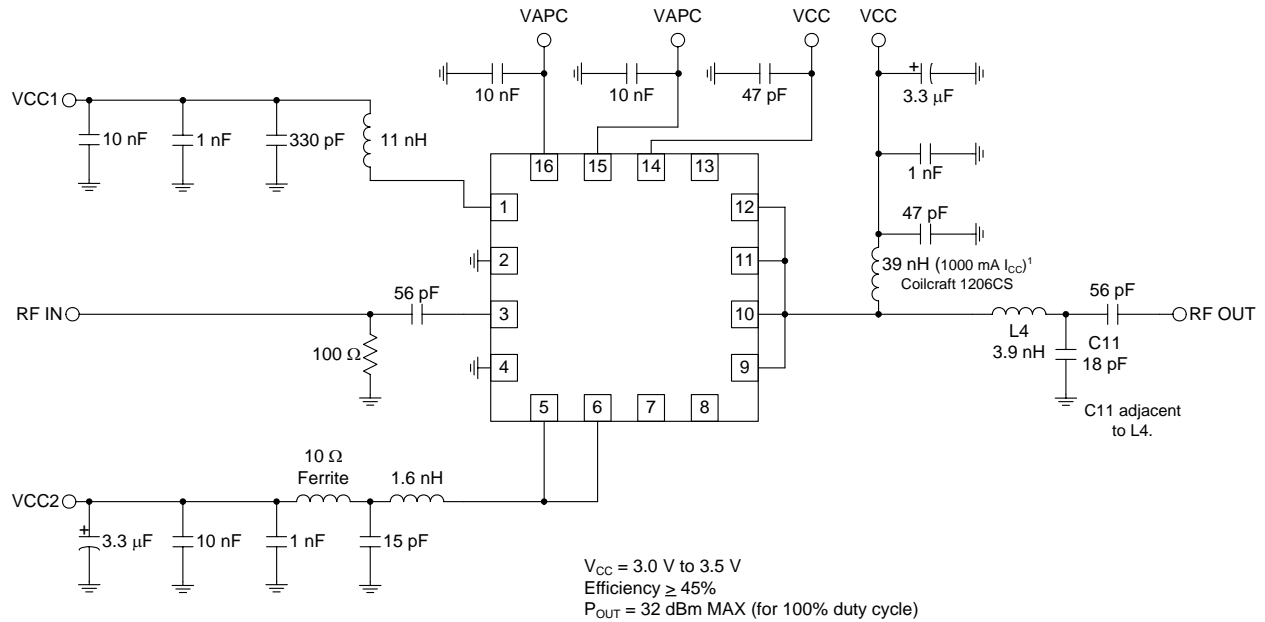 VAPC
VAPC
VCC
VCC
10 nF
10 nF
47 pF
+
3.3 µF
VCC1
10 nF
1 nF
330 pF
11 nH
16
15
14
13
1 nF
1
12
47 pF
2
11
39 nH (1000 mA I_CC)¹
Coilcraft 1206CS
56 pF
56 pF
RF IN
3
10
RF OUT
L4
3.9 nH
C11
18 pF
100 Ω
4
9
5
6
7
8
C11 adjacent
to L4.
10 Ω
Ferrite
1.6 nH
VCC2
+
3.3 µF
10 nF
1 nF
15 pF
V_CC = 3.0 V to 3.5 V
Efficiency ≥ 45%
P_OUT = 32 dBm MAX (for 100% duty cycle)